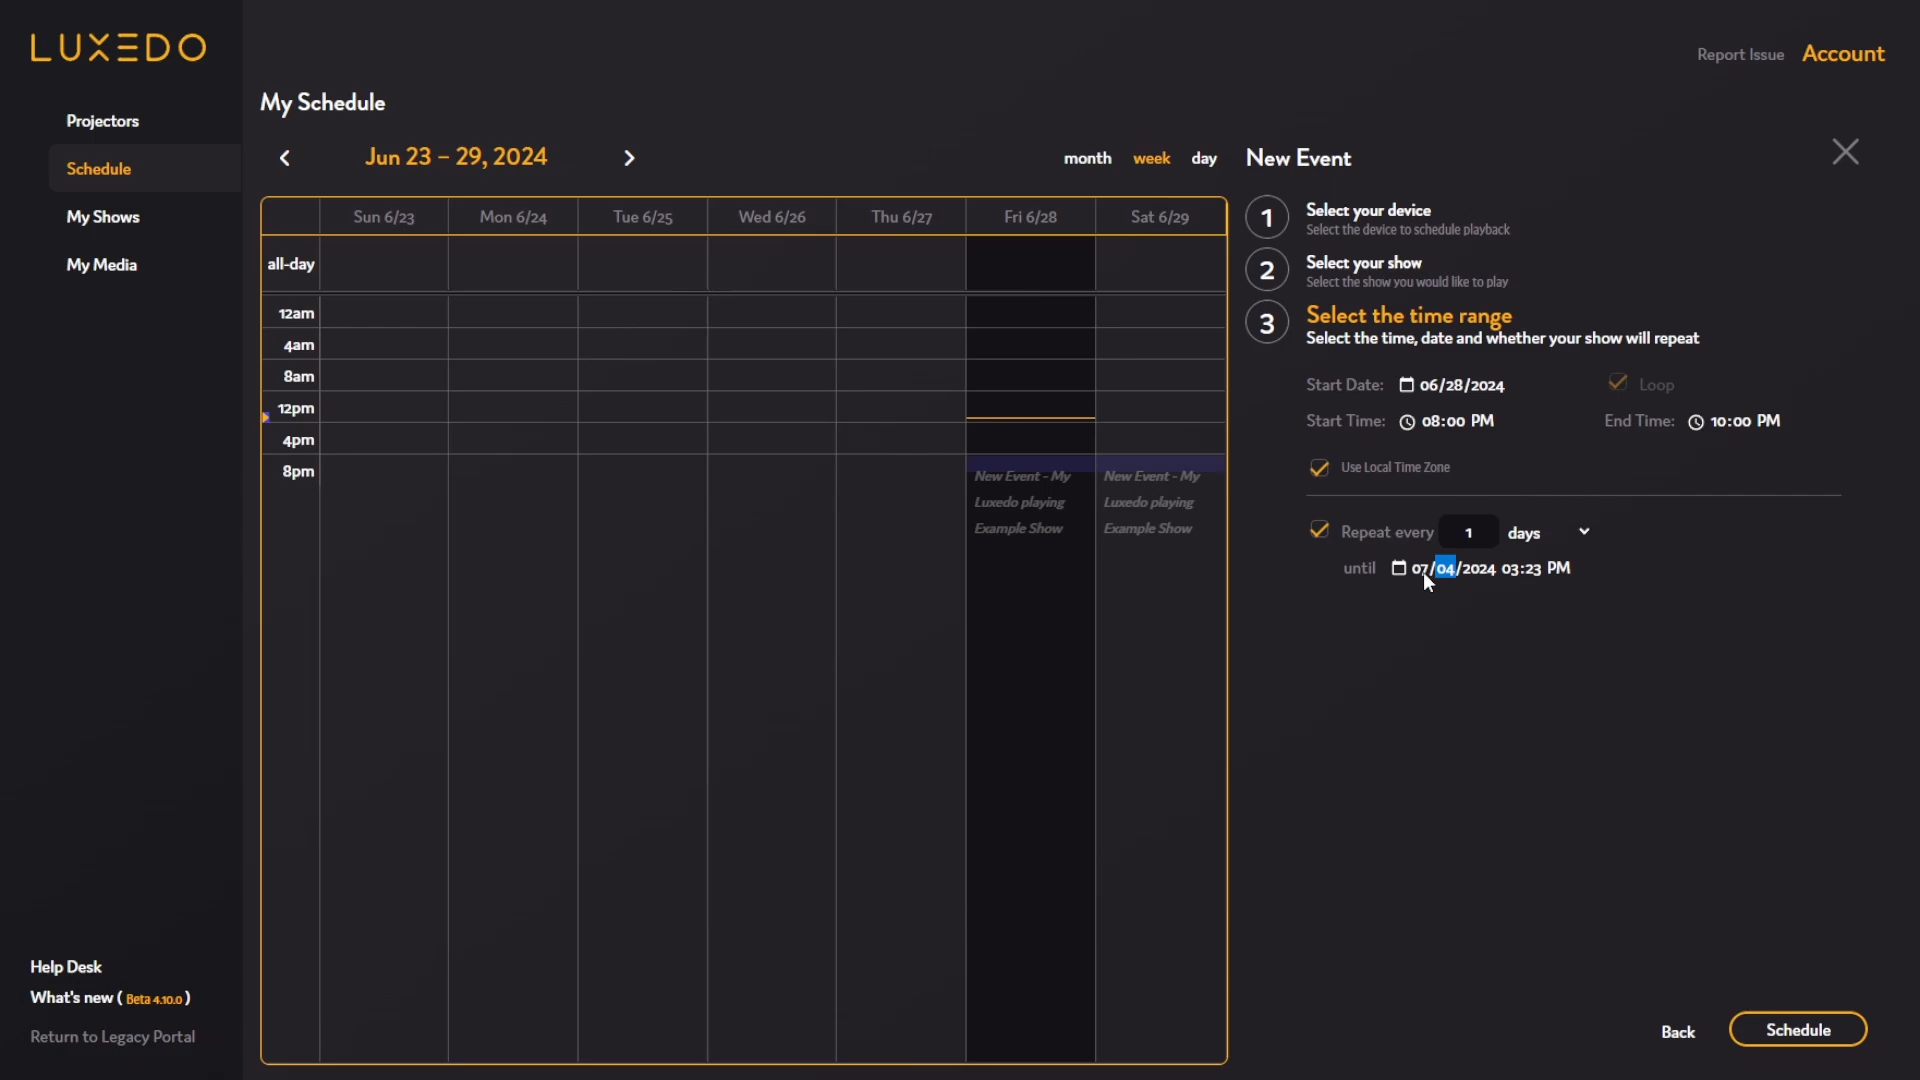 LUXEDO
Report Issue Account
Projectors
Schedule
My Shows
My Media
My Schedule
Jun 23 – 29, 2024
month week day
Sun 6/23 Mon 6/24 Tue 6/25 Wed 6/26 Thu 6/27 Fri 6/28 Sat 6/29
all-day
12am
4am
8am
12pm
4pm
8pm
New Event - My
Luxedo playing
Example Show
New Event - My
Luxedo playing
Example Show
New Event
1 Select your device
Select the device to schedule playback
2 Select your show
Select the show you would like to play
3 Select the time range
Select the time, date and whether your show will repeat
Start Date: 06/28/2024 Loop
Start Time: 08:00 PM End Time: 10:00 PM
Use Local Time Zone
Repeat every 1 days
until 07/04/2024 03:23 PM
Back Schedule
Help Desk
What's new ( Beta 4.10.0 )
Return to Legacy Portal